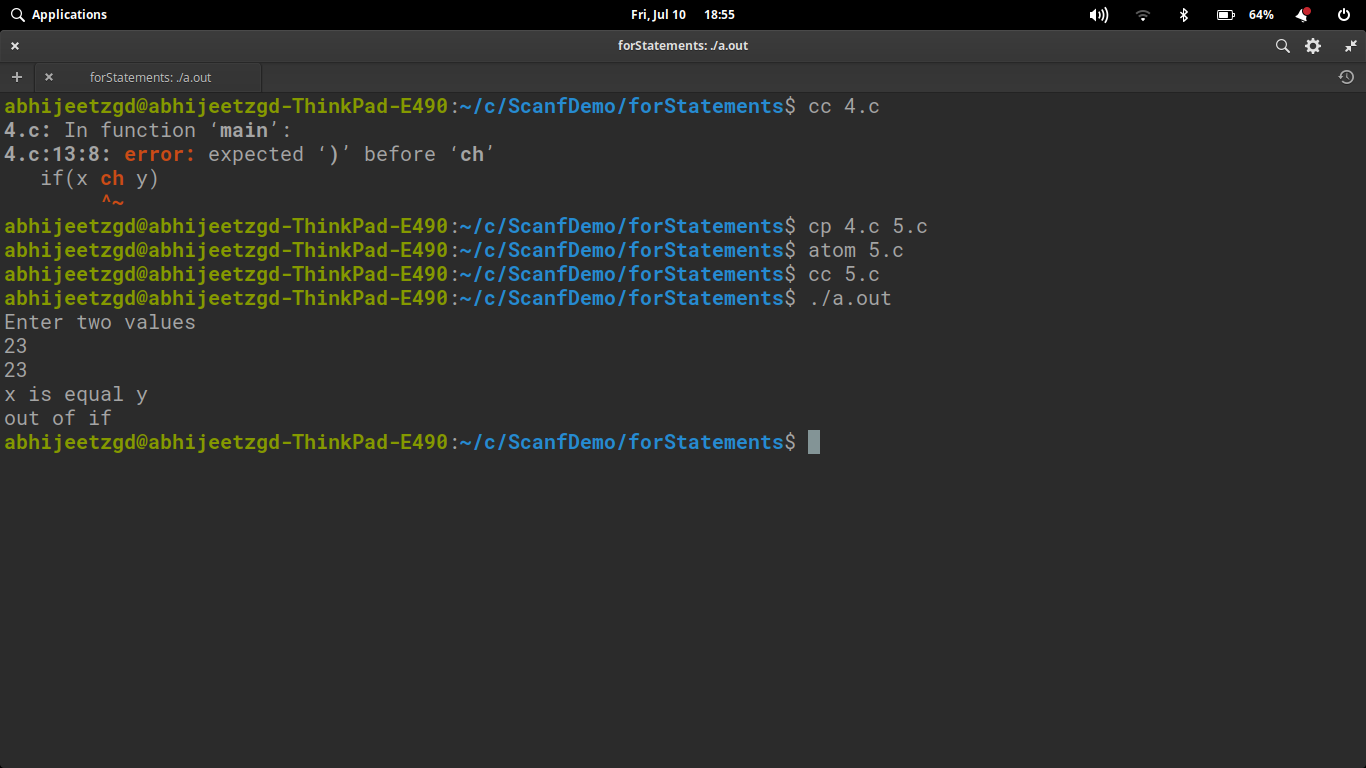 Applications Fri, Jul 10 18:55 64%
forStatements: ./a.out
forStatements: ./a.out
abhijeetzgd@abhijeetzgd-ThinkPad-E490:~/c/ScanfDemo/forStatements$ cc 4.c
4.c: In function ‘main’:
4.c:13:8: error: expected ‘)’ before ‘ch’
   if(x ch y)
        ^~
abhijeetzgd@abhijeetzgd-ThinkPad-E490:~/c/ScanfDemo/forStatements$ cp 4.c 5.c
abhijeetzgd@abhijeetzgd-ThinkPad-E490:~/c/ScanfDemo/forStatements$ atom 5.c
abhijeetzgd@abhijeetzgd-ThinkPad-E490:~/c/ScanfDemo/forStatements$ cc 5.c
abhijeetzgd@abhijeetzgd-ThinkPad-E490:~/c/ScanfDemo/forStatements$ ./a.out
Enter two values
23
23
x is equal y
out of if
abhijeetzgd@abhijeetzgd-ThinkPad-E490:~/c/ScanfDemo/forStatements$